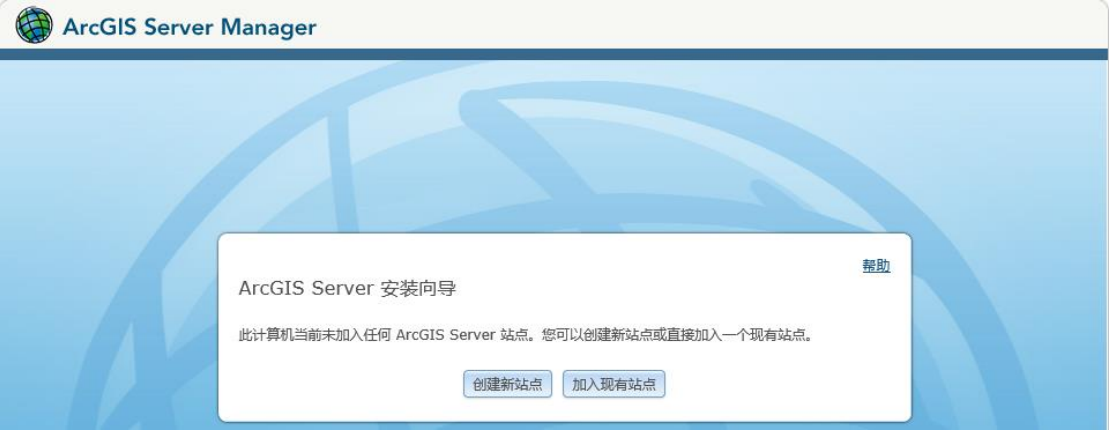 ArcGIS Server Manager
帮助
ArcGIS Server 安装向导
此计算机当前未加入任何 ArcGIS Server 站点。您可以创建新站点或直接加入一个现有站点。
创建新站点 加入现有站点